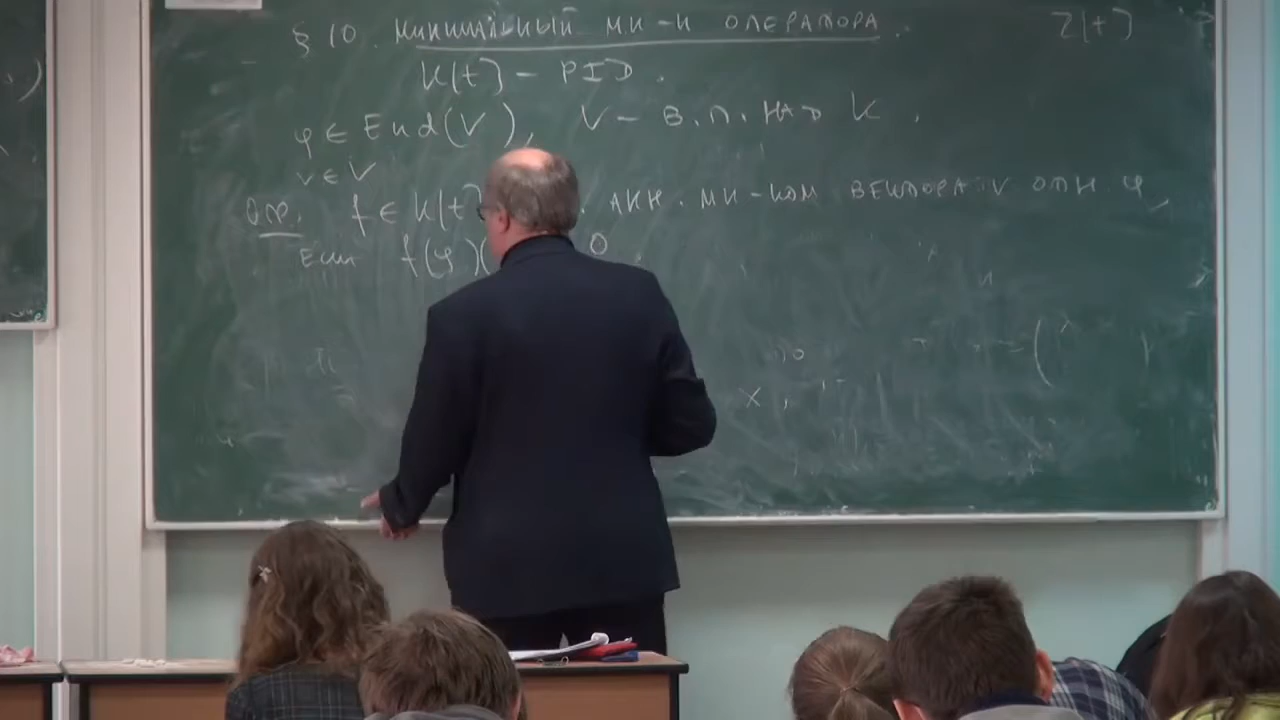 § 10. Минимальный мн-н оператора.
Z[t]
K[t] - PID.
φ ∈ End(V), V - в.п. над K.
v ∈ V
Опр. f ∈ K[t] анн. мн-ном вектора v отн. φ,
Если f(φ)( 0.